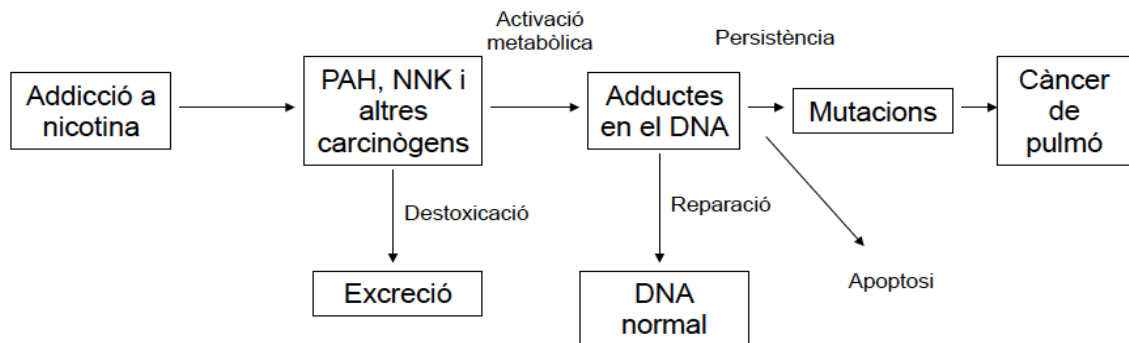 Activació
metabòlica
Persistència
Addicció a
nicotina
PAH, NNK i
altres
carcinògens
Adductes
en el DNA
Mutacions
Càncer
de
pulmó
Destoxicació
Reparació
Apoptosi
Excreció
DNA
normal